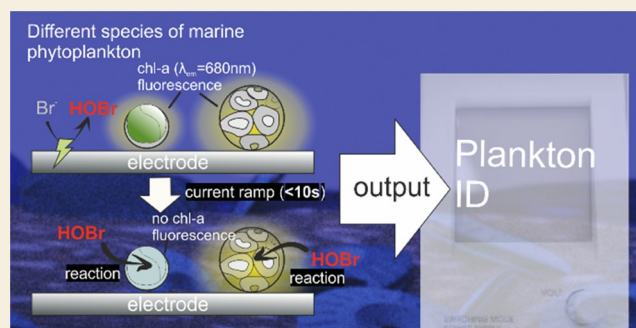 Different species of marine
phytoplankton
chl-a (λem=680nm)
fluorescence
Br- HOBr
electrode
current ramp (<10s)
no chl-a
fluorescence
HOBr
HOBr
reaction
reaction
electrode
output
Plankton
ID
VOLT